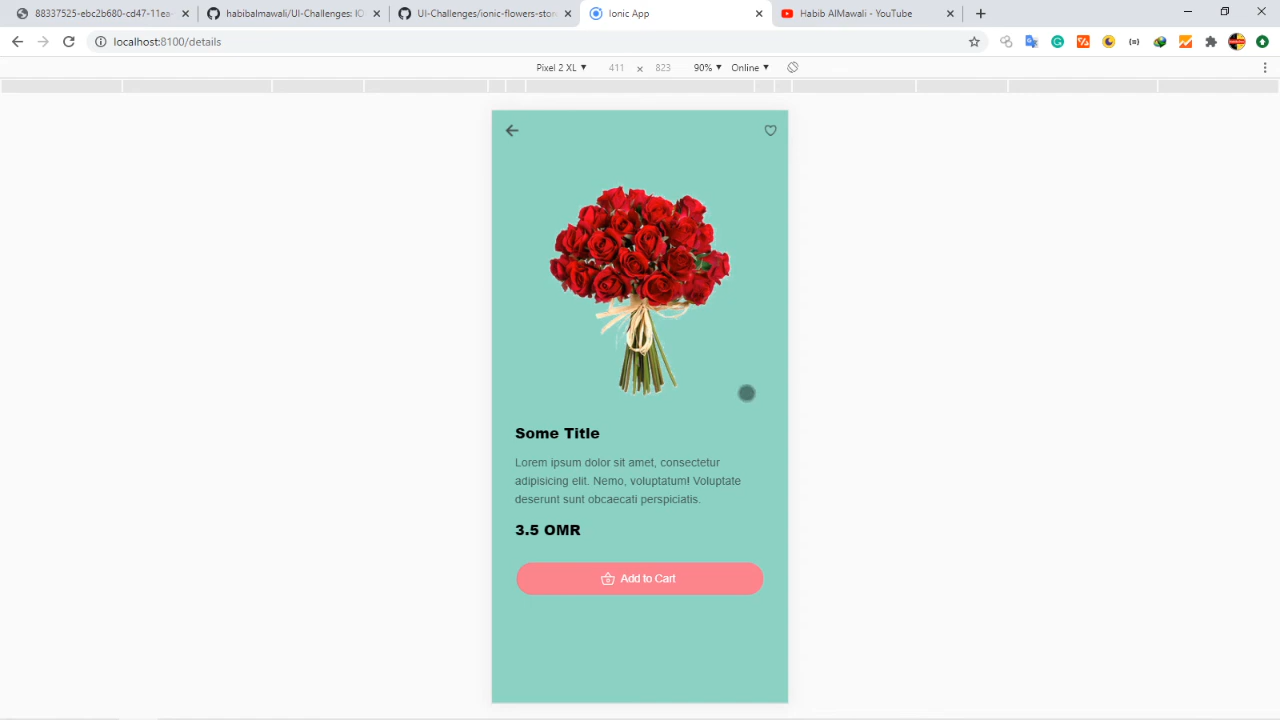 88337525-ee2b680-cd47-11ea-
habibalmawali/UI-Challenges: IO
UI-Challenges/ionic-flowers-stor
Ionic App
Habib AlMawali - YouTube
localhost:8100/details
Pixel 2 XL ▼ 411 × 823 90% ▼ Online ▼
Some Title
Lorem ipsum dolor sit amet, consectetur
adipisicing elit. Nemo, voluptatum! Voluptate
deserunt sunt obcaecati perspiciatis.
3.5 OMR
Add to Cart